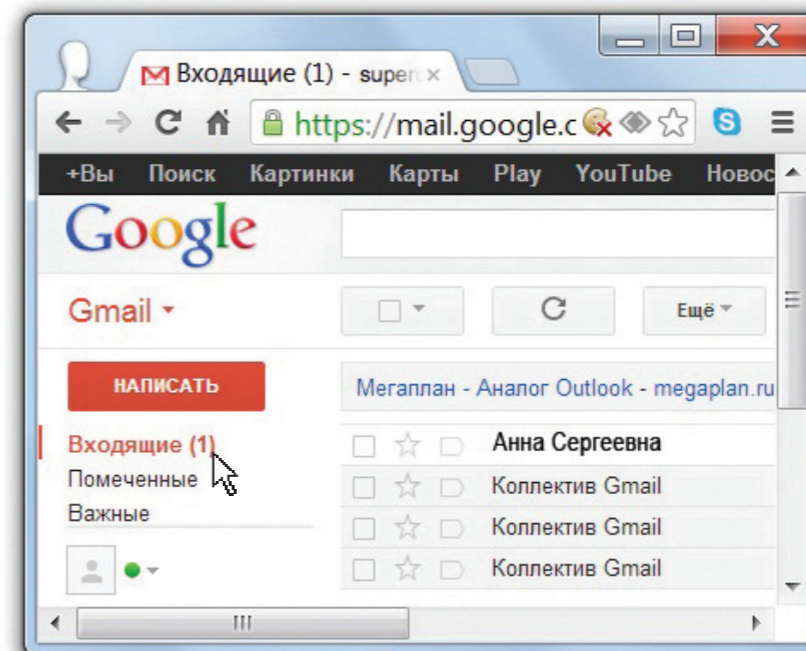 Входящие (1) - super
https://mail.google.c
+Вы Поиск Картинки Карты Play YouTube Новос
Google
Gmail Ещё
НАПИСАТЬ Мегаплан - Аналог Outlook - megaplan.ru
Входящие (1) Анна Сергеевна
Помеченные Коллектив Gmail
Важные Коллектив Gmail
Коллектив Gmail